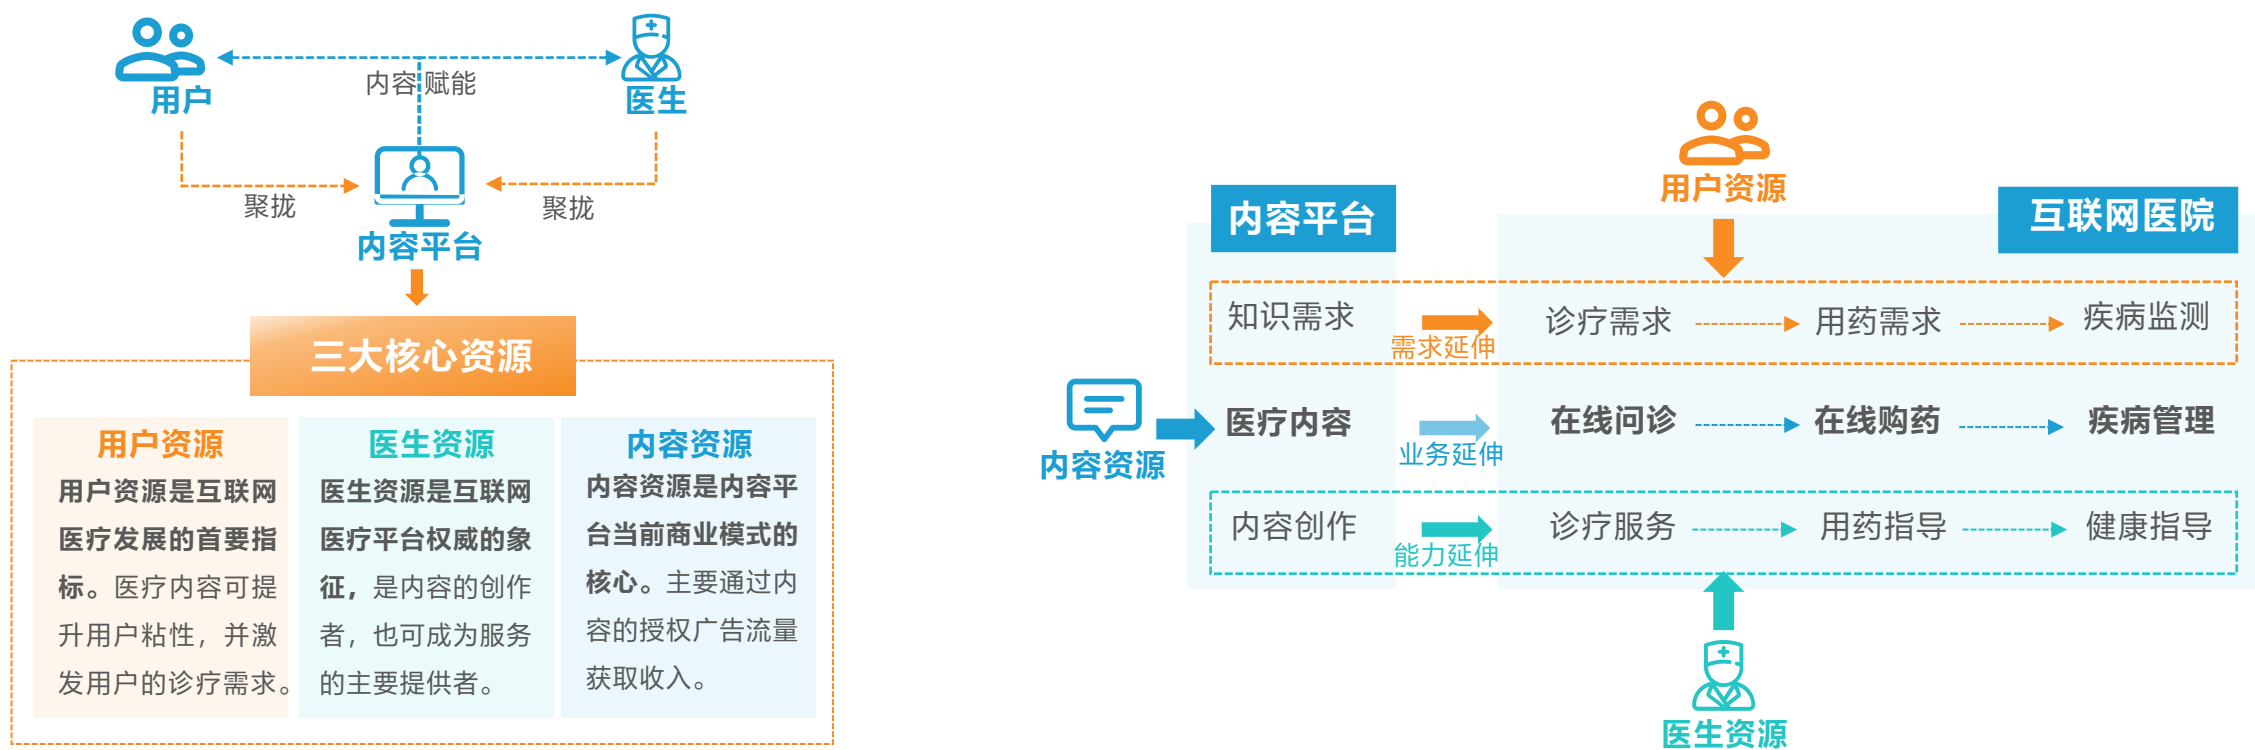 用户
医生
内容 赋能
聚拢
聚拢
内容平台
三大核心资源
用户资源
用户资源是互联网
医疗发展的首要指
标。医疗内容可提
升用户粘性，并激
发用户的诊疗需求。
医生资源
医生资源是互联网
医疗平台权威的象
征，是内容的创作
者，也可成为服务
的主要提供者。
内容资源
内容资源是内容平
台当前商业模式的
核心。主要通过内
容的授权广告流量
获取收入。
用户资源
内容平台
互联网医院
知识需求
需求延伸
诊疗需求
用药需求
疾病监测
内容资源
医疗内容
业务延伸
在线问诊
在线购药
疾病管理
内容创作
能力延伸
诊疗服务
用药指导
健康指导
医生资源